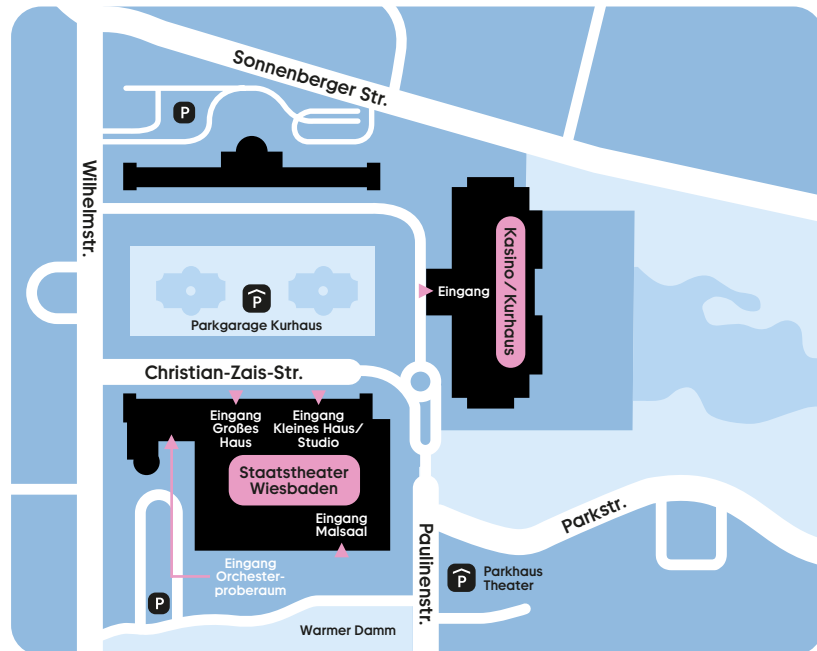 Sonnenberger Str.
P
Wilhelmstr.
Kasino / Kurhaus
Eingang
P
Parkgarage Kurhaus
Christian-Zais-Str.
Eingang
Großes
Haus
Eingang
Kleines Haus/
Studio
Staatstheater
Wiesbaden
Eingang
Malsaal
Parkstr.
Paulinenstr.
Eingang
Orchester-
proberaum
P
Parkhaus
Theater
P
Warmer Damm